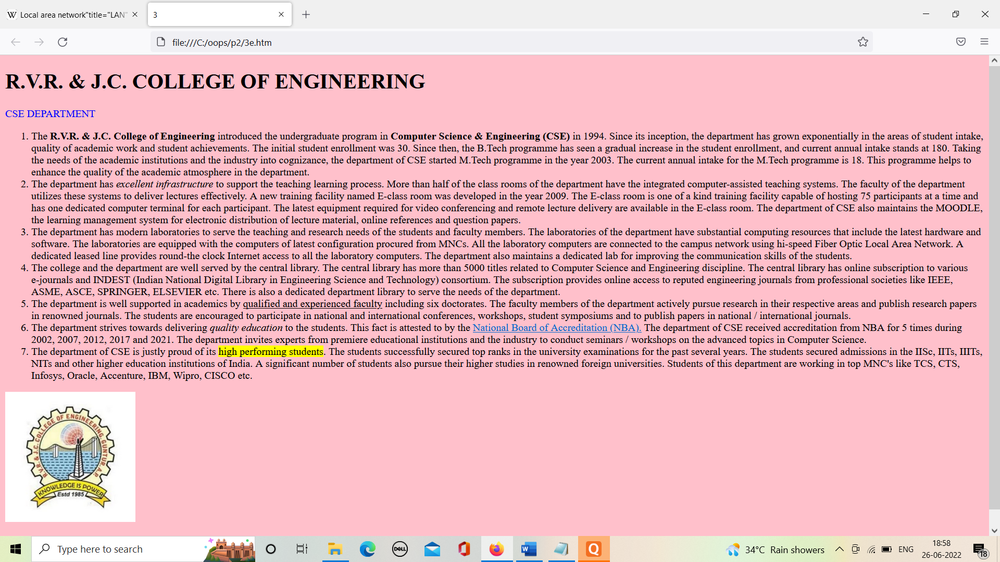 Local area network"title="LAN"
3
file:///C:/oops/p2/3e.htm
R.V.R. & J.C. COLLEGE OF ENGINEERING
CSE DEPARTMENT
1. The R.V.R. & J.C. College of Engineering introduced the undergraduate program in Computer Science & Engineering (CSE) in 1994. Since its inception, the department has grown exponentially in the areas of student intake,
quality of academic work and student achievements. The initial student enrollment was 30. Since then, the B.Tech programme has seen a gradual increase in the student enrollment, and current annual intake stands at 180. Taking
the needs of the academic institutions and the industry into cognizance, the department of CSE started M.Tech programme in the year 2003. The current annual intake for the M.Tech programme is 18. This programme helps to
enhance the quality of the academic atmosphere in the department.
2. The department has excellent infrastructure to support the teaching learning process. More than half of the class rooms of the department have the integrated computer-assisted teaching systems. The faculty of the department
utilizes these systems to deliver lectures effectively. A new training facility named E-class room was developed in the year 2009. The E-class room is one of a kind training facility capable of hosting 75 participants at a time and
has one dedicated computer terminal for each participant. The latest equipment required for video conferencing and remote lecture delivery are available in the E-class room. The department of CSE also maintains the MOODLE,
the learning management system for electronic distribution of lecture material, online references and question papers.
3. The department has modern laboratories to serve the teaching and research needs of the students and faculty members. The laboratories of the department have substantial computing resources that include the latest hardware and
software. The laboratories are equipped with the computers of latest configuration procured from MNCs. All the laboratory computers are connected to the campus network using hi-speed Fiber Optic Local Area Network. A
dedicated leased line provides round-the clock Internet access to all the laboratory computers. The department also maintains a dedicated lab for improving the communication skills of the students.
4. The college and the department are well served by the central library. The central library has more than 5000 titles related to Computer Science and Engineering discipline. The central library has online subscription to various
e-journals and INDEST (Indian National Digital Library in Engineering Science and Technology) consortium. The subscription provides online access to reputed engineering journals from professional societies like IEEE,
ASME, ASCE, SPRINGER, ELSEVIER etc. There is also a dedicated department library to serve the needs of the department.
5. The department is well supported in academics by qualified and experienced faculty including six doctorates. The faculty members of the department actively pursue research in their respective areas and publish research papers
in renowned journals. The students are encouraged to participate in national and international conferences, workshops, student symposiums and to publish papers in national / international journals.
6. The department strives towards delivering quality education to the students. This fact is attested to by the National Board of Accreditation (NBA). The department of CSE received accreditation from NBA for 5 times during
2002, 2007, 2012, 2017 and 2021. The department invites experts from premiere educational institutions and the industry to conduct seminars / workshops on the advanced topics in Computer Science.
7. The department of CSE is justly proud of its high performing students. The students successfully secured top ranks in the university examinations for the past several years. The students secured admissions in the IISc, IITs, IIITs,
NITs and other higher education institutions of India. A significant number of students also pursue their higher studies in renowned foreign universities. Students of this department are working in top MNC's like TCS, CTS,
Infosys, Oracle, Accenture, IBM, Wipro, CISCO etc.
R.V.R. & J.C. COLLEGE OF ENGINEERING, GUNTUR. A.P.
KNOWLEDGE IS POWER
Estd 1985
Type here to search
DELL
34°C Rain showers
ENG
18:58
26-06-2022
18